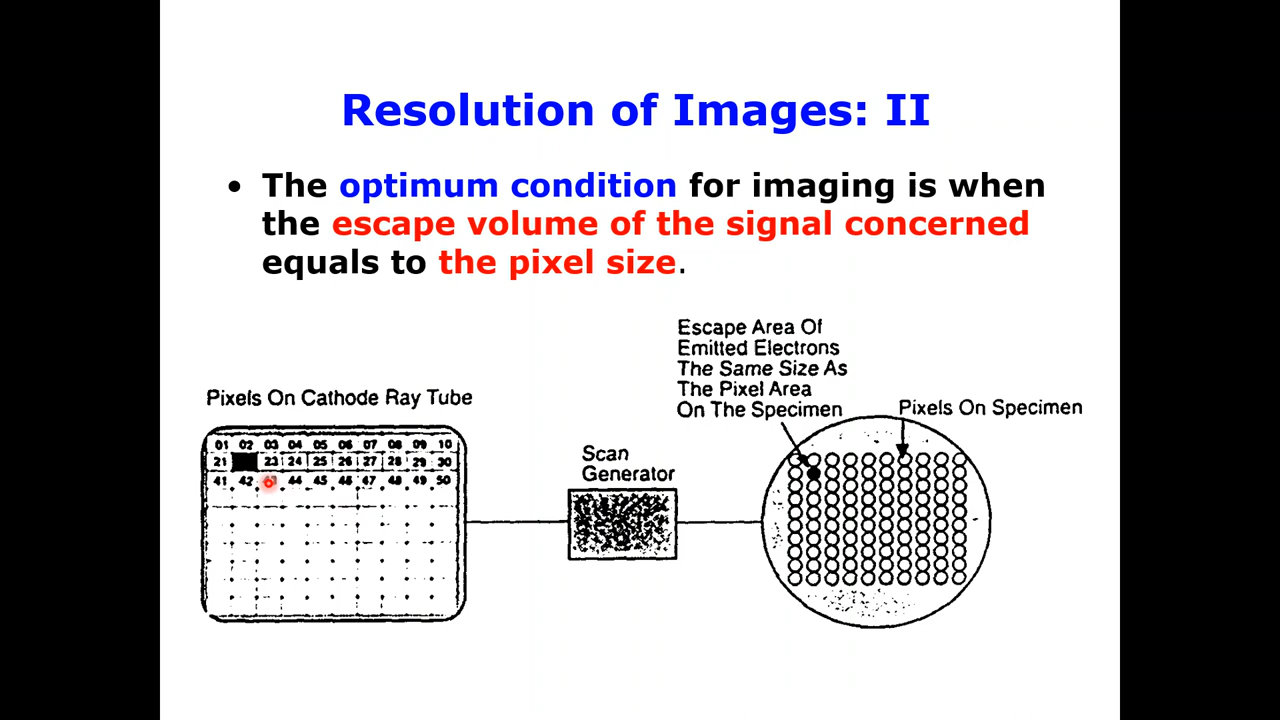 Resolution of Images: II
• The optimum condition for imaging is when
the escape volume of the signal concerned
equals to the pixel size.
Escape Area Of
Emitted Electrons
The Same Size As
The Pixel Area
On The Specimen
Pixels On Specimen
Pixels On Cathode Ray Tube
Scan
Generator
01 02 03 04 05 06 07 08 09 10
21 23 24 25 26 27 28 29 30
41 42 44 45 46 47 48 49 50